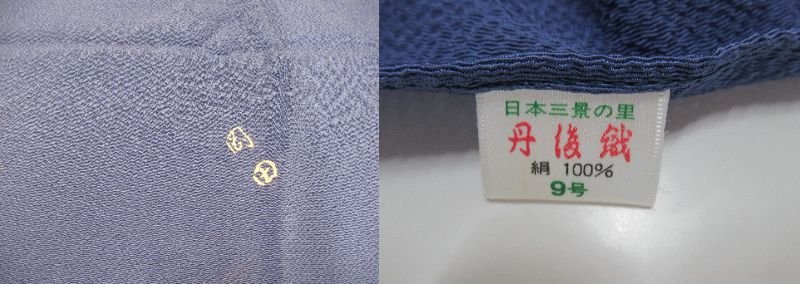 日本三景の里
丹後織
絹 100%
9号